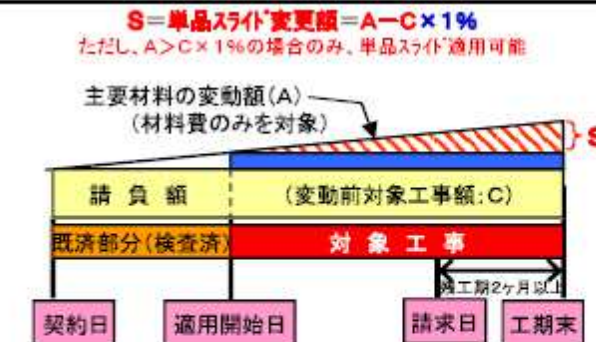 S=単品スライド変更額=A-C×1%
ただし、A>C×1%の場合のみ、単品スライド適用可能
主要材料の変動額(A)
(材料費のみを対象)
S
請負額
(変動前対象工事額:C)
既済部分(検査済)
対象工事
残工期2ヶ月以上
契約日
適用開始日
請求日
工期末